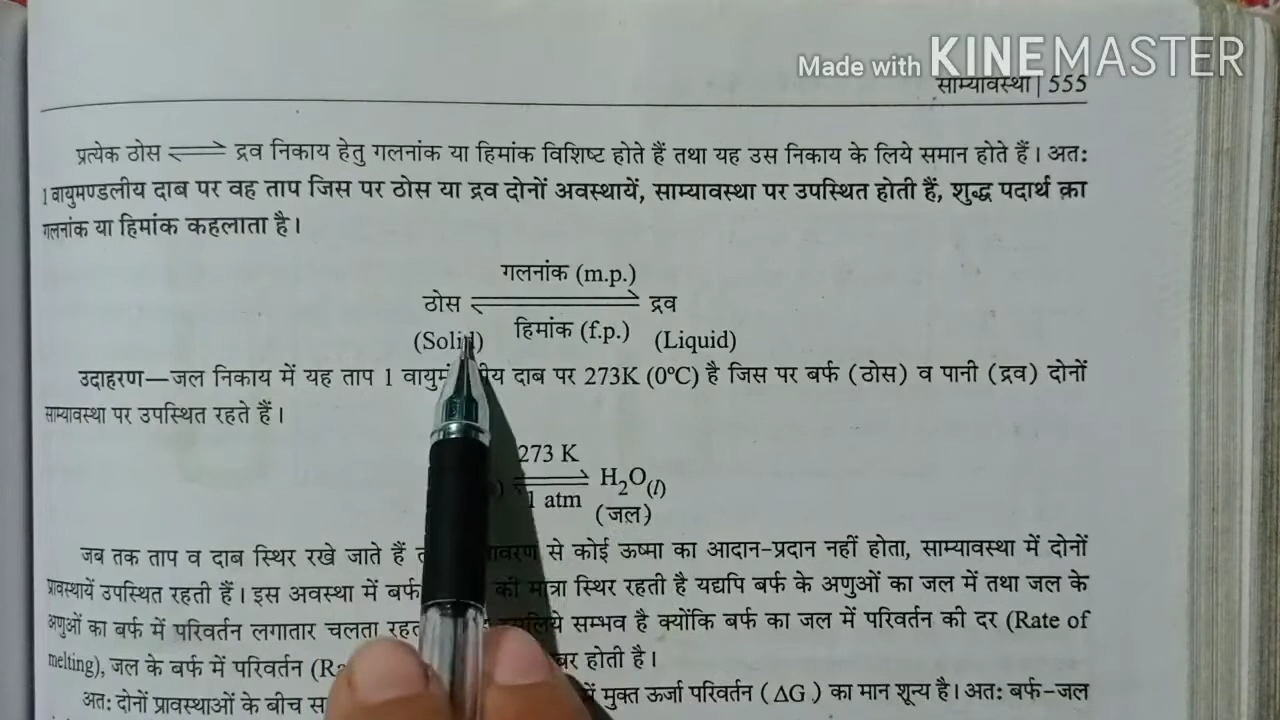 Made with KINEMASTER
साम्यावस्था | 555
प्रत्येक ठोस ⇌ द्रव निकाय हेतु गलनांक या हिमांक विशिष्ट होते हैं तथा यह उस निकाय के लिये समान होते हैं। अत:
1 वायुमण्डलीय दाब पर वह ताप जिस पर ठोस या द्रव दोनों अवस्थायें, साम्यावस्था पर उपस्थित होती हैं, शुद्ध पदार्थ का
गलनांक या हिमांक कहलाता है।
गलनांक (m.p.)
ठोस ⇌ द्रव
हिमांक (f.p.)
(Solid) (Liquid)
उदाहरण—जल निकाय में यह ताप 1 दाब पर 273K (0ºC) है जिस पर बर्फ (ठोस) व पानी (द्रव) दोनों
साम्यावस्था पर उपस्थित रहते हैं।
273 K
⇌ H₂O(l)
1 atm
(जल)
जब तक ताप व दाब स्थिर रखे जाते हैं से कोई ऊष्मा का आदान-प्रदान नहीं होता, साम्यावस्था में दोनों
प्रावस्थायें उपस्थित रहती हैं। इस अवस्था में बर्फ की मात्रा स्थिर रहती है यद्यपि बर्फ के अणुओं का जल में तथा जल के
अणुओं का बर्फ में परिवर्तन लगातार चलता सम्भव है क्योंकि बर्फ का जल में परिवर्तन की दर (Rate of
melting), जल के बर्फ में परिवर्तन होती है।
अत: दोनों प्रावस्थाओं के बीच मुक्त ऊर्जा परिवर्तन (ΔG) का मान शून्य है। अत: बर्फ-जल